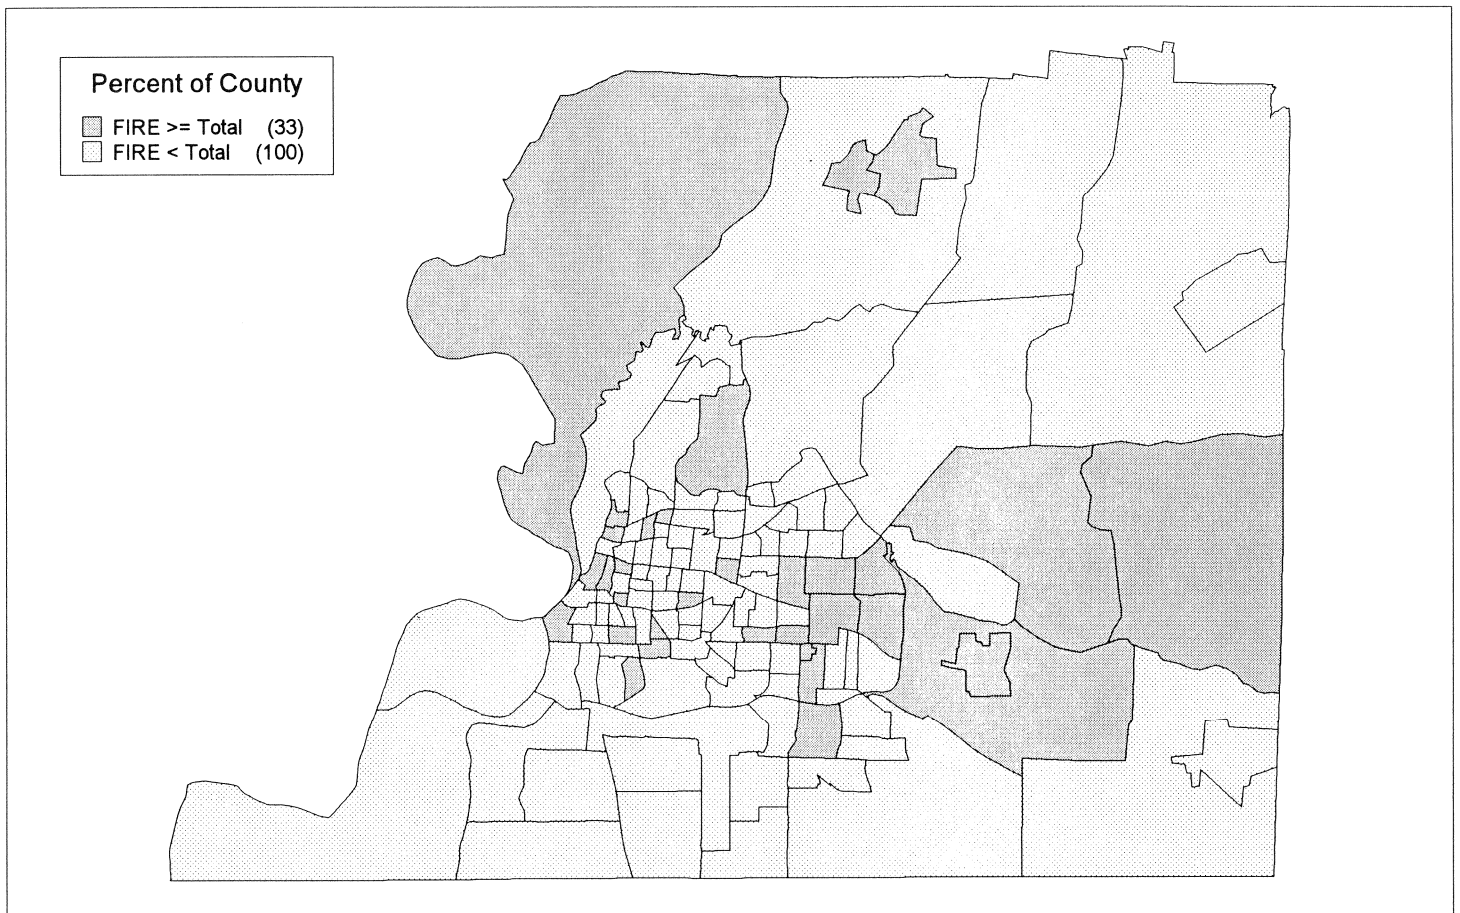 Percent of County
FIRE >= Total (33)
FIRE < Total (100)